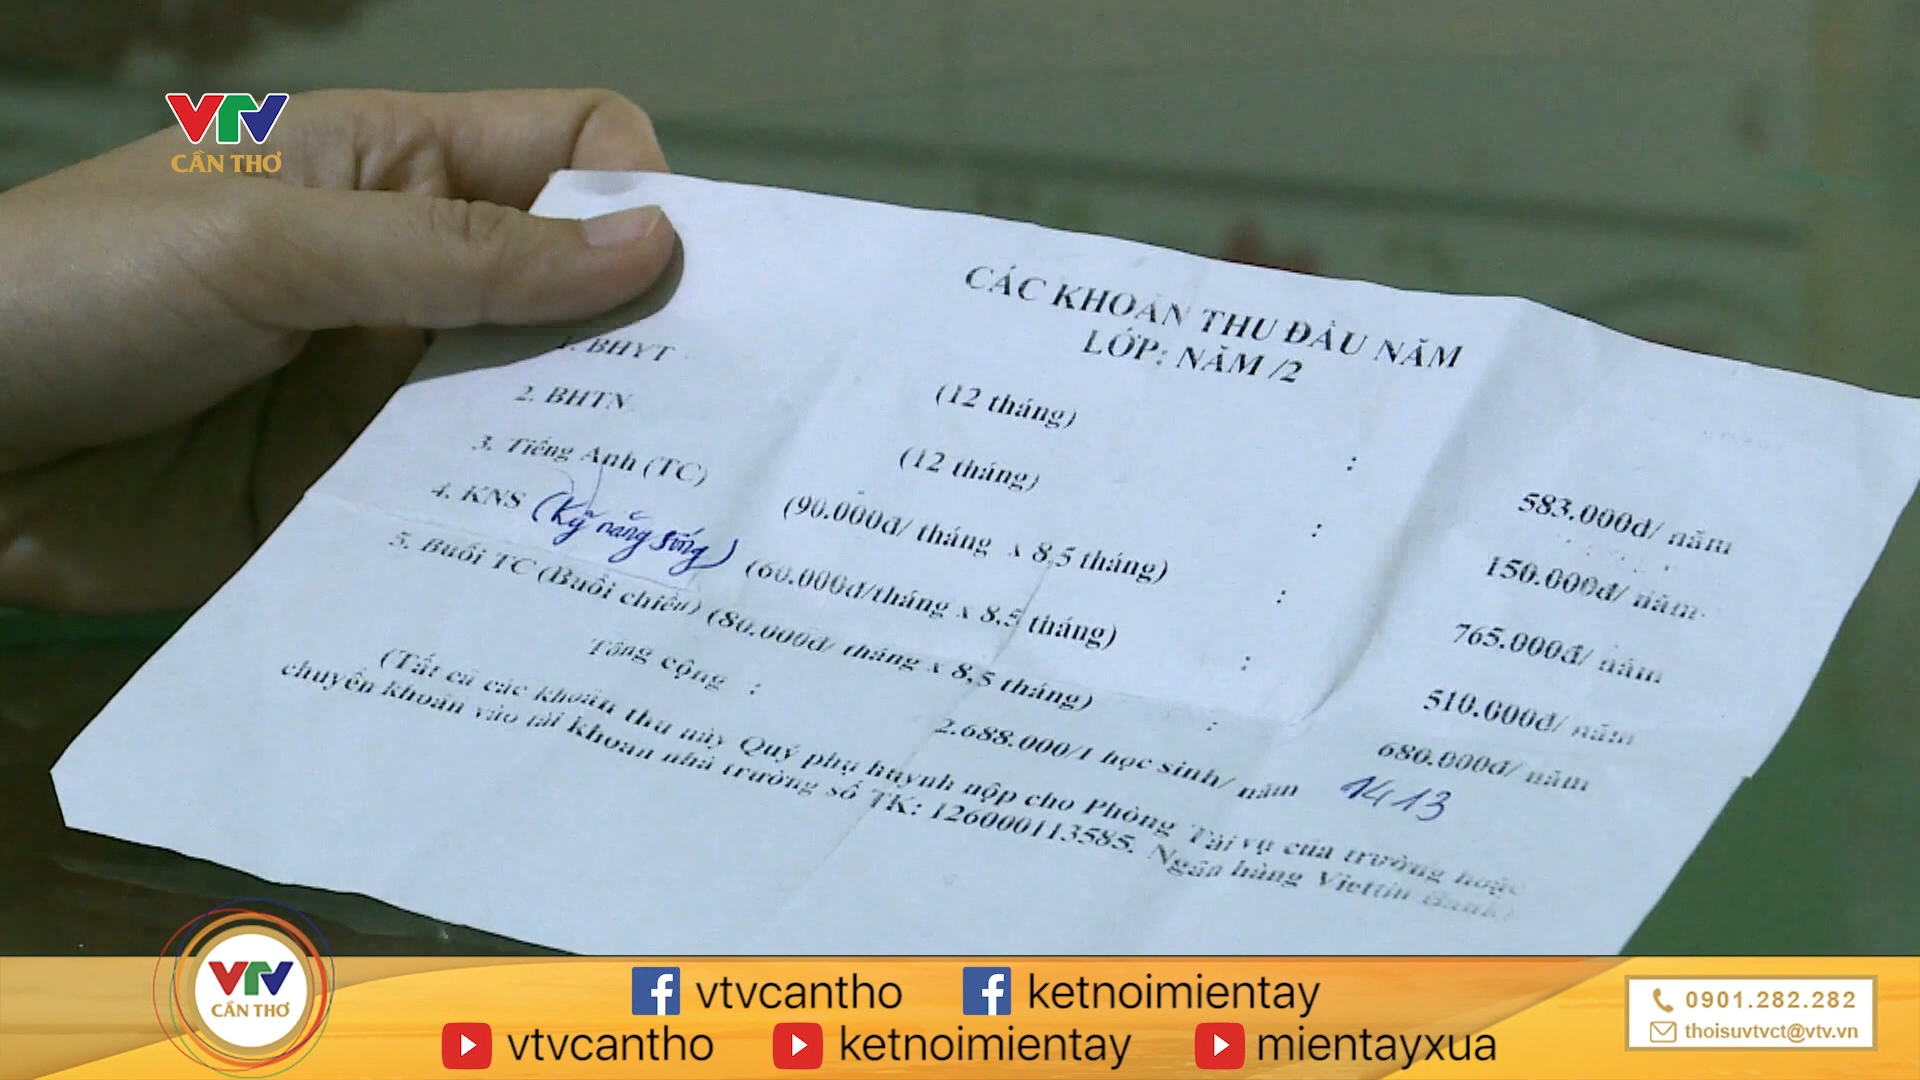 VTV
CẦN THƠ
CÁC KHOẢN THU ĐẦU NĂM
LỚP: NĂM /2
1. BHYT (12 tháng) : 583.000đ/ năm
2. BHTN (12 tháng) : 150.000đ/ năm
3. Tiếng Anh (TC) (90.000đ/ tháng x 8,5 tháng) : 765.000đ/ năm
4. KNS (Kỹ năng sống) (60.000đ/tháng x 8,5 tháng) : 510.000đ/ năm
5. Buổi TC (Buổi chiều) (80.000đ/ tháng x 8,5 tháng) : 680.000đ/ năm
Tổng cộng : 2.688.000/1 học sinh/ năm 1413
(Tất cả các khoản thu này Quý phụ huynh nộp cho Phòng Tài vụ của trường hoặc
chuyển khoản vào tài khoản nhà trường số TK: 126000113585. Ngân hàng Viettin Bank)
VTV
CẦN THƠ
vtvcantho ketnoimientay
vtvcantho ketnoimientay mientayxua
0901.282.282
thoisuvtvct@vtv.vn